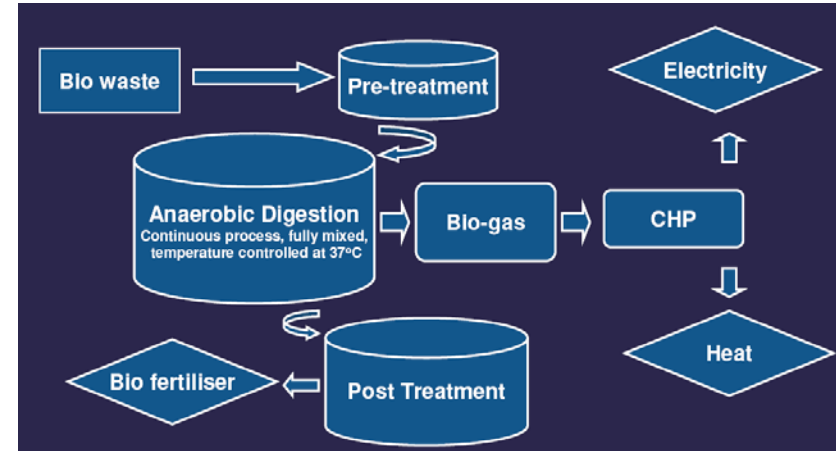 Bio waste
Pre-treatment
Electricity
Anaerobic Digestion
Continuous process, fully mixed,
temperature controlled at 37°C
Bio-gas
CHP
Heat
Bio fertiliser
Post Treatment